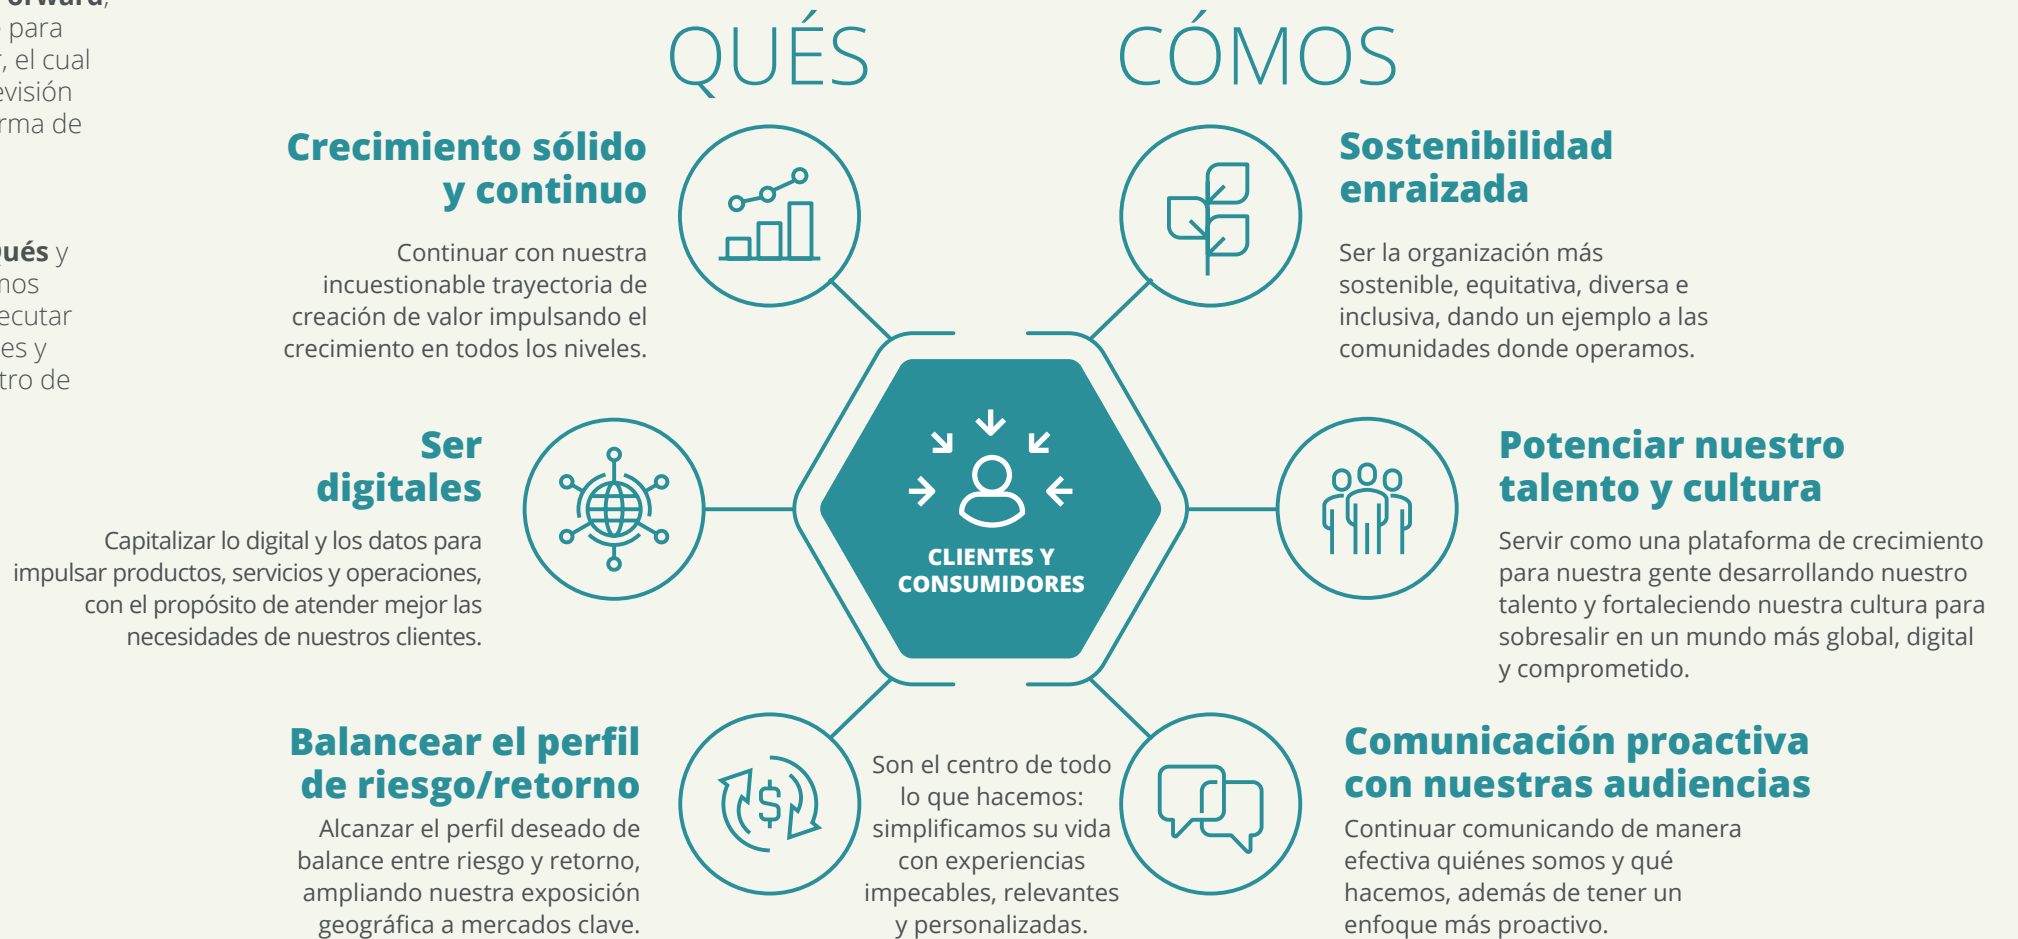 para
, el cual
QUÉS
CÓMOS
Qués y
Crecimiento sólido
y continuo
Continuar con nuestra
incuestionable trayectoria de
creación de valor impulsando el
crecimiento en todos los niveles.
Ser
digitales
Capitalizar lo digital y los datos para
impulsar productos, servicios y operaciones,
con el propósito de atender mejor las
necesidades de nuestros clientes.
Balancear el perfil
de riesgo/retorno
Alcanzar el perfil deseado de
balance entre riesgo y retorno,
ampliando nuestra exposición
geográfica a mercados clave.
CLIENTES Y
CONSUMIDORES
Son el centro de todo
lo que hacemos:
simplificamos su vida
con experiencias
impecables, relevantes
y personalizadas.
Sostenibilidad
enraizada
Ser la organización más
sostenible, equitativa, diversa e
inclusiva, dando un ejemplo a las
comunidades donde operamos.
Potenciar nuestro
talento y cultura
Servir como una plataforma de crecimiento
para nuestra gente desarrollando nuestro
talento y fortaleciendo nuestra cultura para
sobresalir en un mundo más global, digital
y comprometido.
Comunicación proactiva
con nuestras audiencias
Continuar comunicando de manera
efectiva quiénes somos y qué
hacemos, además de tener un
enfoque más proactivo.